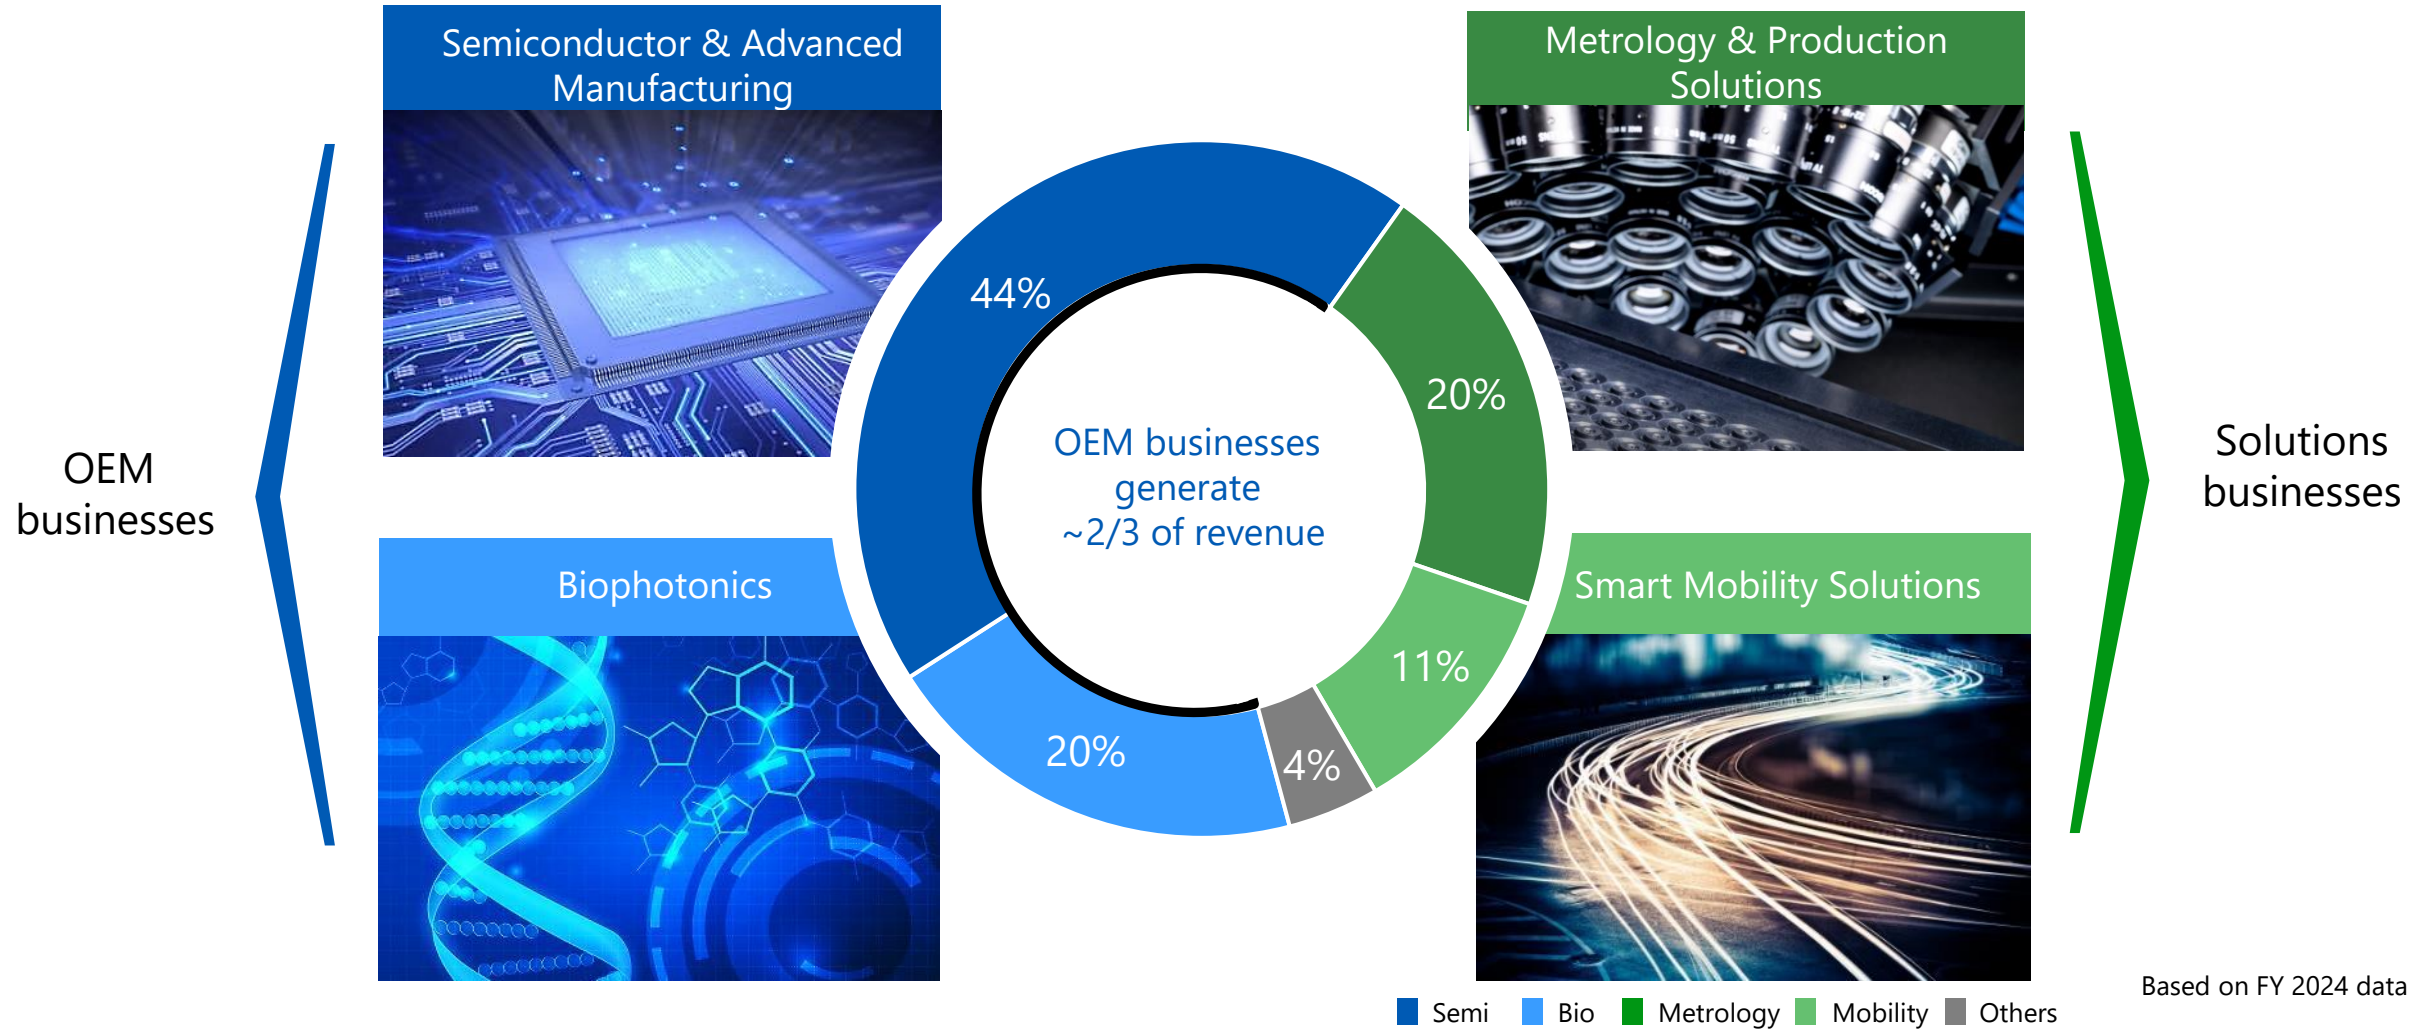 Semiconductor & Advanced
Manufacturing
Metrology & Production
Solutions
44%
20%
OEM
businesses
OEM businesses
generate
~2/3 of revenue
Solutions
businesses
Biophotonics
Smart Mobility Solutions
11%
20%
4%
Based on FY 2024 data
Semi
Bio
Metrology
Mobility
Others